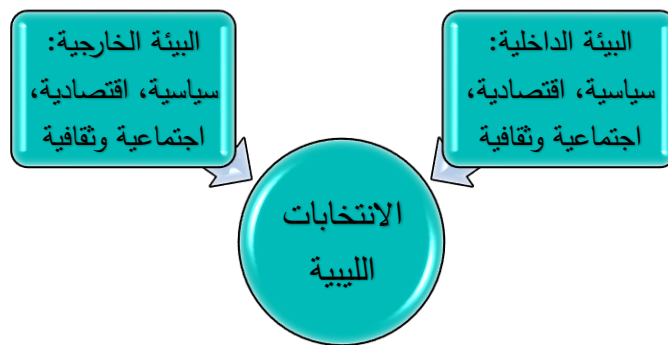 البيئة الداخلية:
سياسية، اقتصادية،
اجتماعية وثقافية
البيئة الخارجية:
سياسية، اقتصادية،
اجتماعية وثقافية
الانتخابات
الليبية